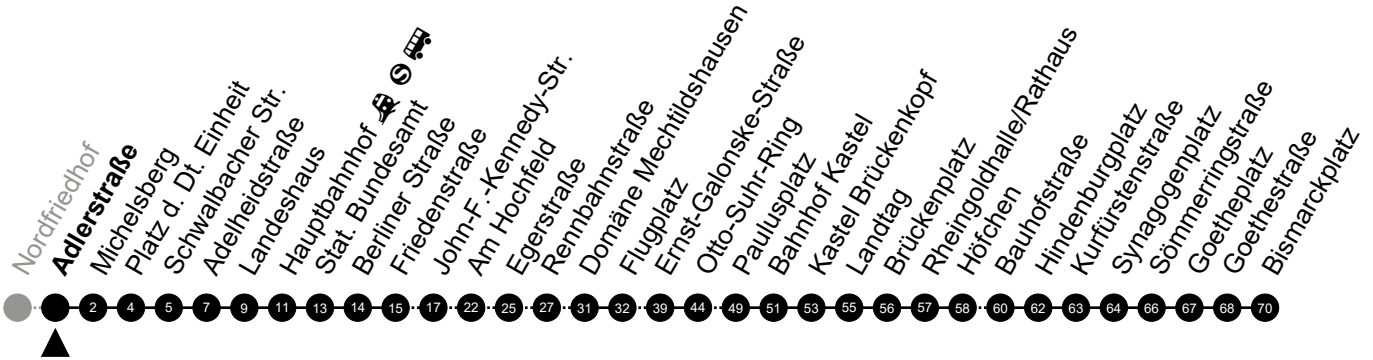 Nordfriedhof
Adlerstraße
Michelsberg
Platz d. Dt. Einheit
Schwalbacher Str.
Adelheidstraße
Landeshaus
Hauptbahnhof S
Stat. Bundesamt
Berliner Straße
Friedenstraße
John-F.-Kennedy-Str.
Am Hochfeld
Egerstraße
Rennbahnstraße
Domäne Mechtildshausen
Flugplatz
Ernst-Galonske-Straße
Otto-Suhr-Ring
Paulusplatz
Bahnhof Kastel
Kastel Brückenkopf
Landtag
Brückenplatz
Rheingoldhalle/Rathaus
Höfchen
Bauhofstraße
Hindenburgplatz
Kurfürstenstraße
Synagogenplatz
Sömmerringstraße
Goetheplatz
Goethestraße
Bismarckplatz
2 4 5 7 9 11 13 14 15 17 22 25 27 31 32 39 44 49 51 53 55 56 57 58 60 62 63 64 66 67 68 70